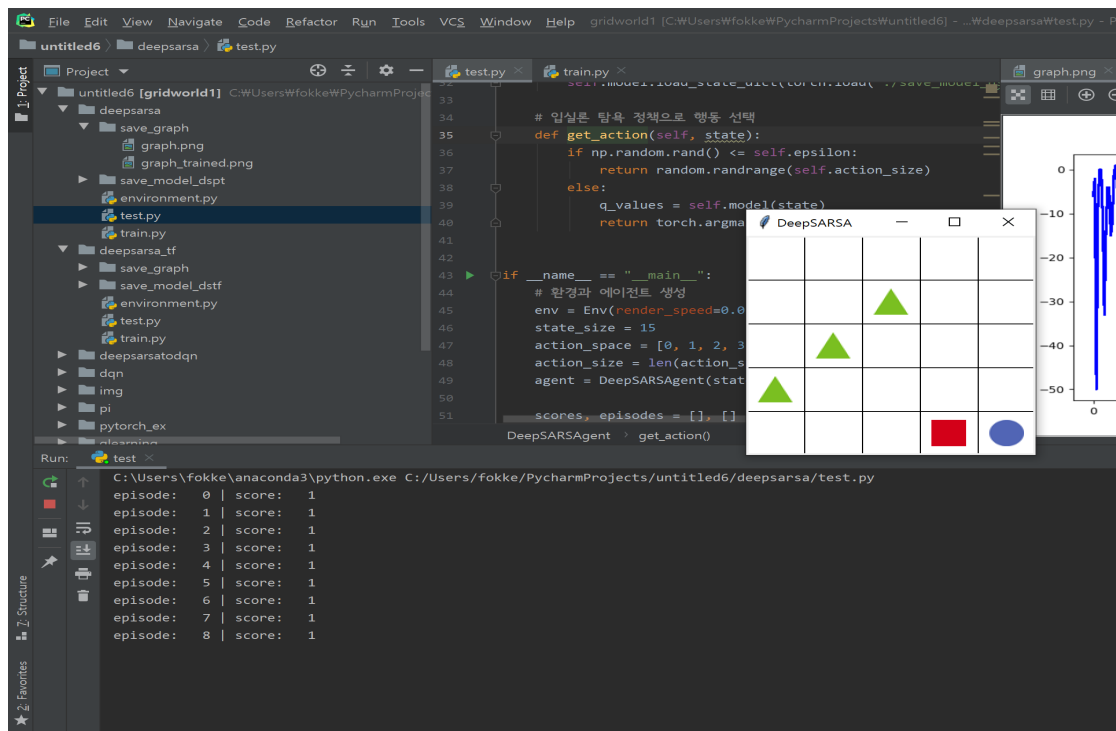 File Edit View Navigate Code Refactor Run Tools VCS Window Help gridworld1 [C:₩Users₩fokke₩PycharmProjects₩untitled6] - ...₩deepsarsa₩test.py - P
untitled6 deepsarsa test.py
1: Project
Project
untitled6 [gridworld1] C:₩Users₩fokke₩PycharmProjec
deepsarsa
save_graph
graph.png
graph_trained.png
save_model_dspt
environment.py
test.py
train.py
deepsarsa_tf
save_graph
save_model_dstf
environment.py
test.py
train.py
deepsarsatodqn
dqn
img
pi
pytorch_ex
qlearning
test.py train.py
32 self.model.load_state_dict(torch.load('./save_model_
33
34 # 입실론 탐욕 정책으로 행동 선택
35 def get_action(self, state):
36 if np.random.rand() <= self.epsilon:
37 return random.randrange(self.action_size)
38 else:
39 q_values = self.model(state)
40 return torch.argma
41
42
43 if __name__ == "__main__":
44 # 환경과 에이전트 생성
45 env = Env(render_speed=0.0
46 state_size = 15
47 action_space = [0, 1, 2, 3
48 action_size = len(action_s
49 agent = DeepSARSAgent(stat
50
51 scores, episodes = [], []
DeepSARSAgent › get_action()
graph.png
0
-10
-20
-30
-40
-50
0
DeepSARSA
Run: test
C:\Users\fokke\anaconda3\python.exe C:/Users/fokke/PycharmProjects/untitled6/deepsarsa/test.py
episode: 0 | score: 1
episode: 1 | score: 1
episode: 2 | score: 1
episode: 3 | score: 1
episode: 4 | score: 1
episode: 5 | score: 1
episode: 6 | score: 1
episode: 7 | score: 1
episode: 8 | score: 1
7: Structure
2: Favorites